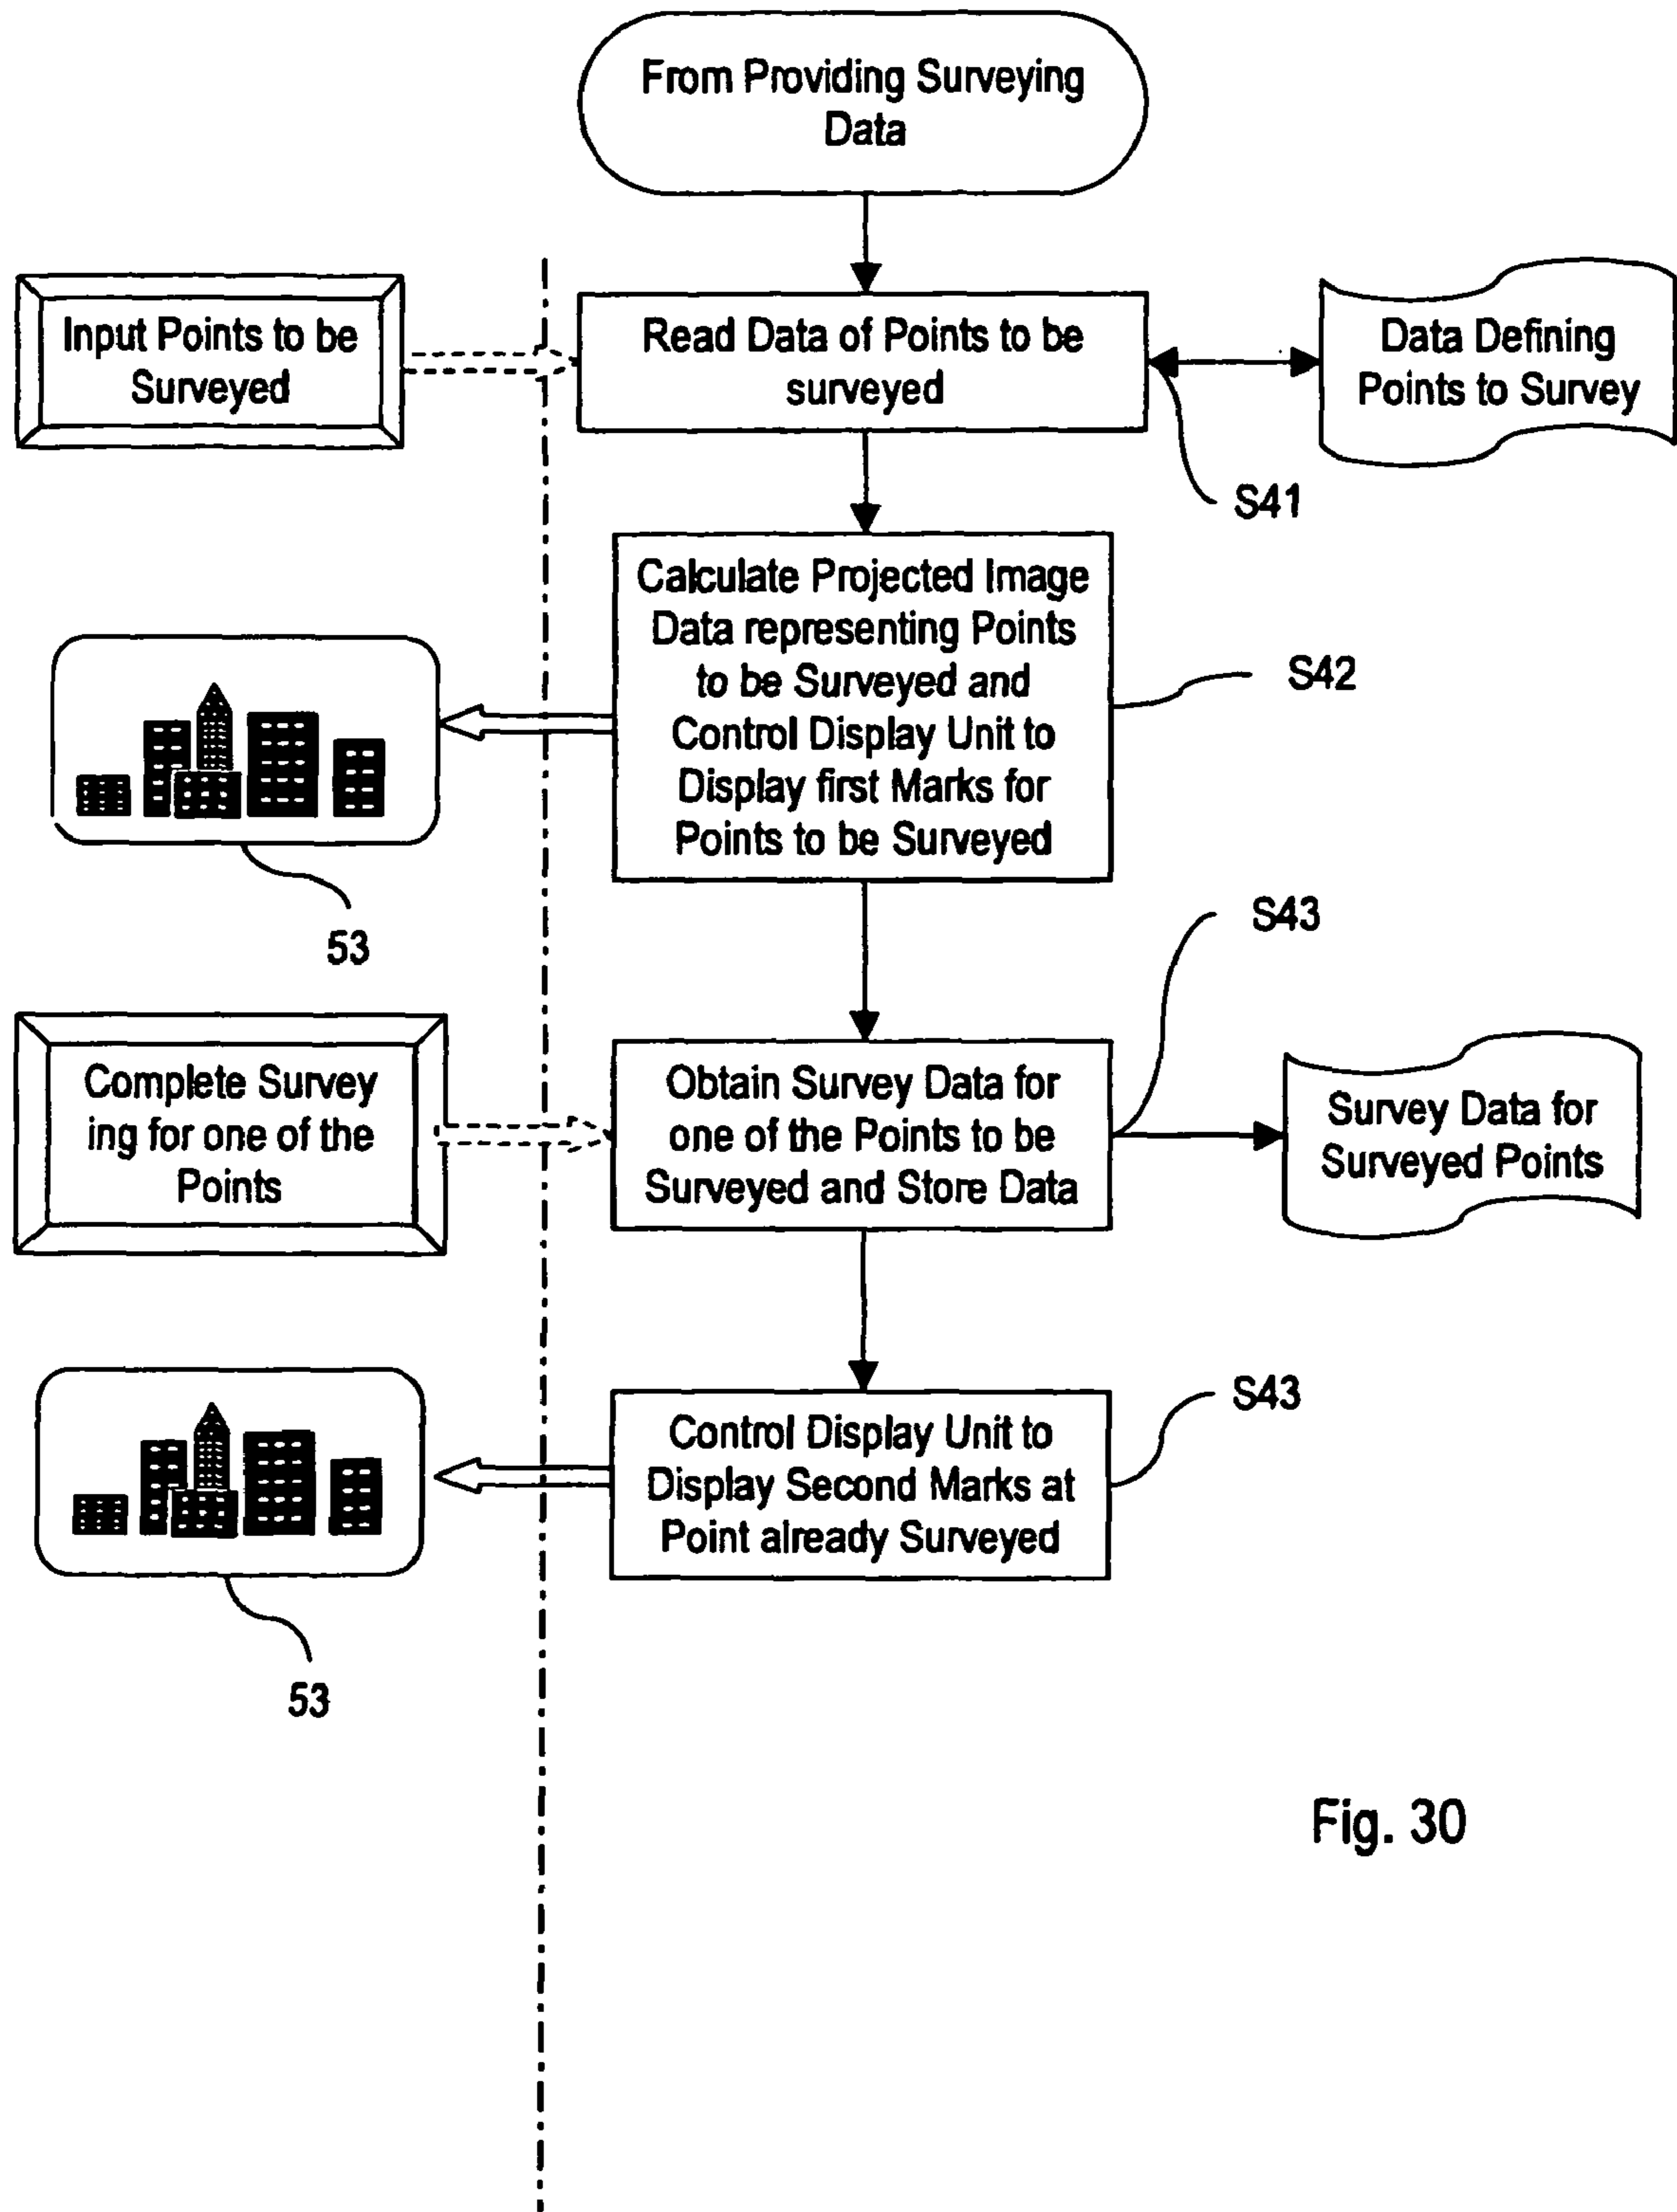 From Providing Surveying
Data
Input Points to be
Surveyed
Read Data of Points to be
surveyed
Data Defining
Points to Survey
S41
Calculate Projected Image
Data representing Points
to be Surveyed and
Control Display Unit to
Display first Marks for
Points to be Surveyed
S42
53
S43
Complete Survey
ing for one of the
Points
Obtain Survey Data for
one of the Points to be
Surveyed and Store Data
Survey Data for
Surveyed Points
Control Display Unit to
Display Second Marks at
Point already Surveyed
S43
53
Fig. 30